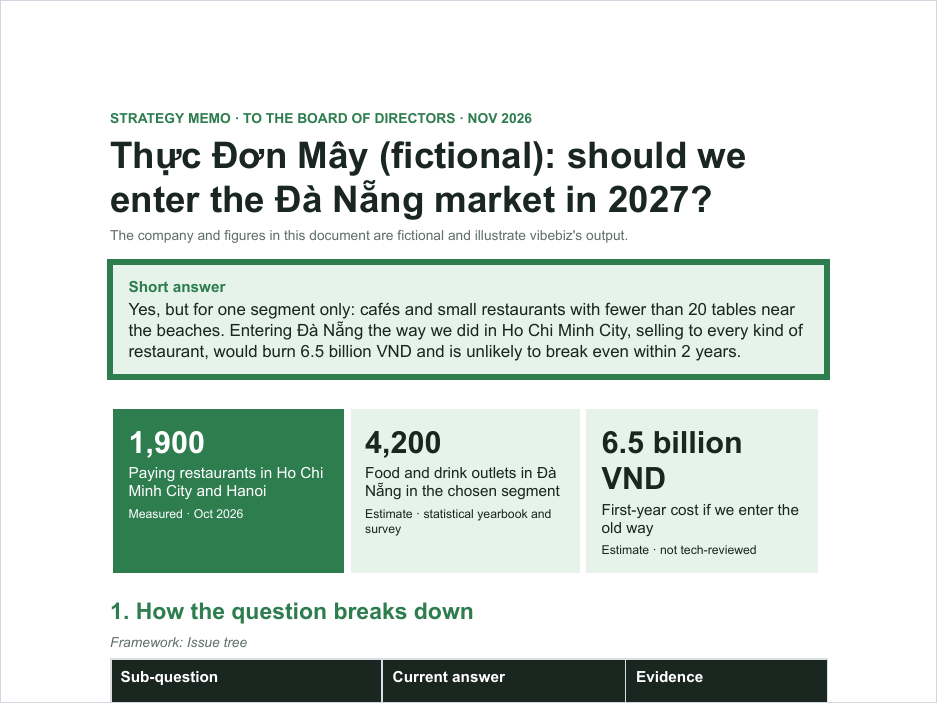 STRATEGY MEMO · TO THE BOARD OF DIRECTORS · NOV 2026
Thực Đơn Mây (fictional): should we
enter the Đà Nẵng market in 2027?
The company and figures in this document are fictional and illustrate vibebiz's output.
Short answer
Yes, but for one segment only: cafés and small restaurants with fewer than 20 tables near
the beaches. Entering Đà Nẵng the way we did in Ho Chi Minh City, selling to every kind of
restaurant, would burn 6.5 billion VND and is unlikely to break even within 2 years.
1,900
Paying restaurants in Ho Chi
Minh City and Hanoi
Measured · Oct 2026
4,200
Food and drink outlets in Đà
Nẵng in the chosen segment
Estimate · statistical yearbook and
survey
6.5 billion
VND
First-year cost if we enter the
old way
Estimate · not tech-reviewed
1. How the question breaks down
Framework: Issue tree
Sub-question
Current answer
Evidence